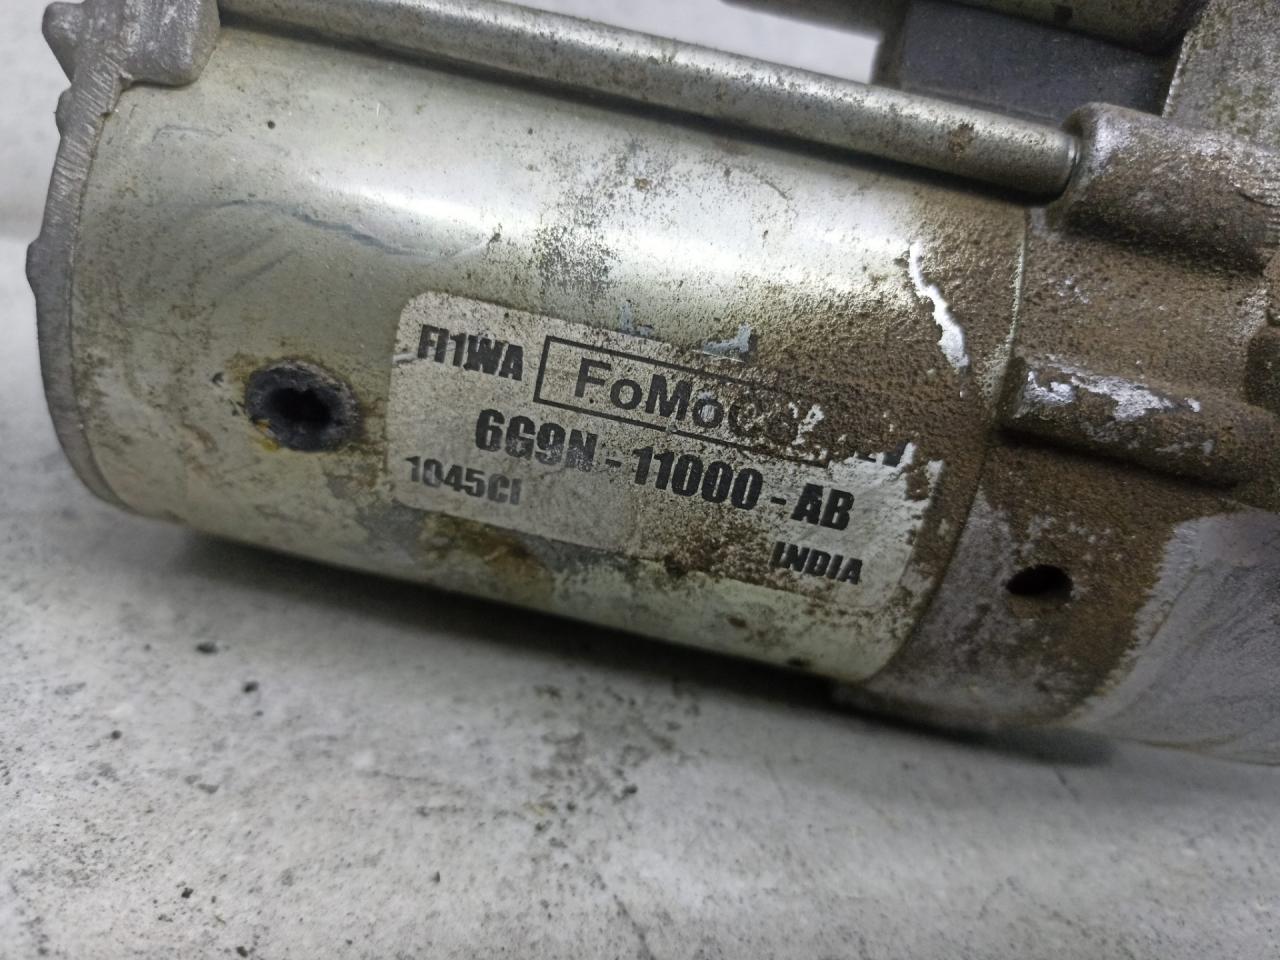 FI1WA
FoMoCo
6G9N-11000-AB
1045CI
INDIA